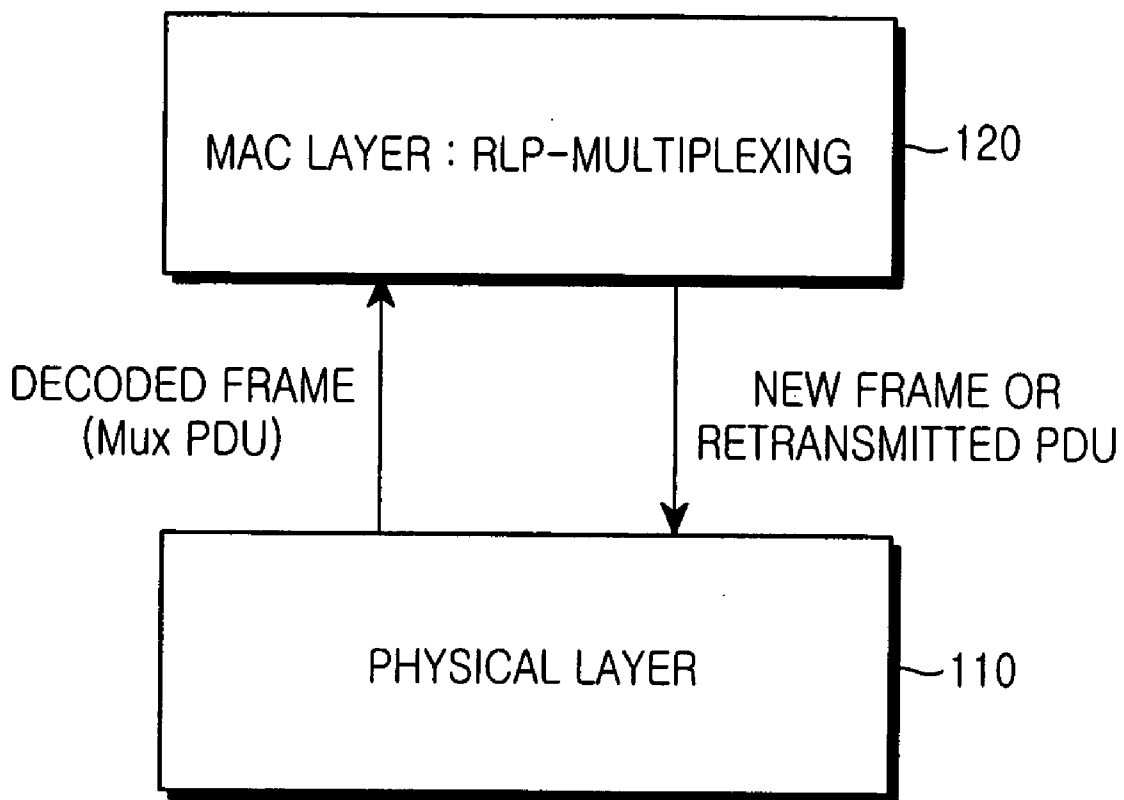 MAC LAYER : RLP-MULTIPLEXING
120
DECODED FRAME
(Mux PDU)
NEW FRAME OR
RETRANSMITTED PDU
PHYSICAL LAYER
110